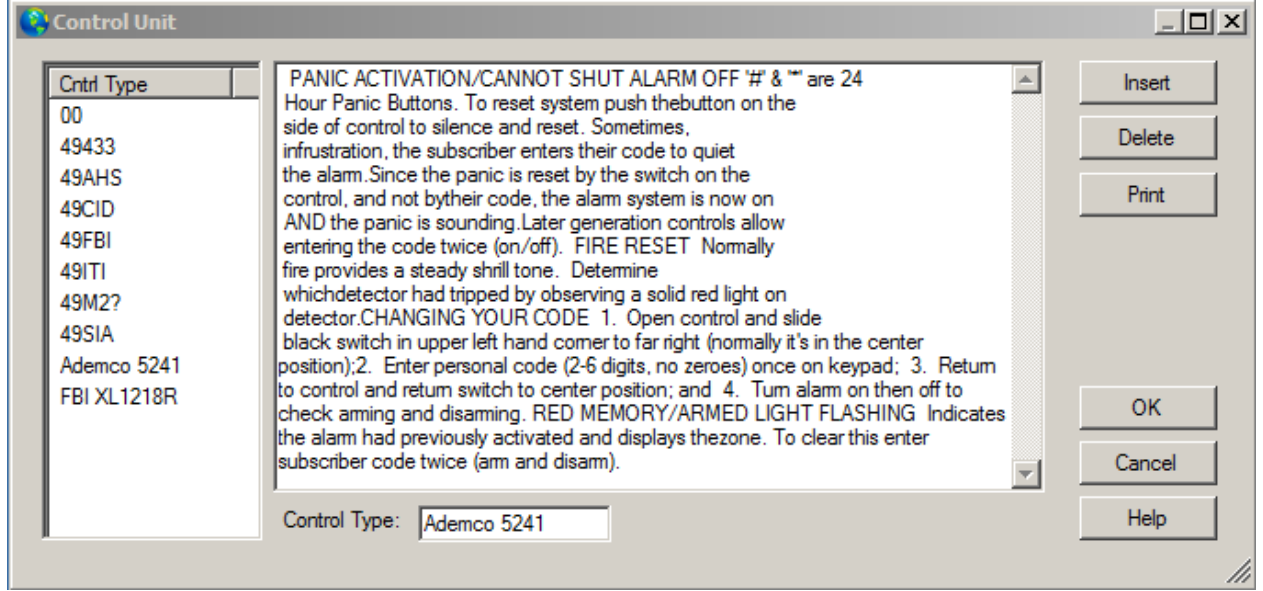 Control Unit
Cntrl Type
00
49433
49AHS
49CID
49FBI
49ITI
49M2?
49SIA
Ademco 5241
FBI XL1218R
PANIC ACTIVATION/CANNOT SHUT ALARM OFF '#' & '*' are 24
Hour Panic Buttons. To reset system push thebutton on the
side of control to silence and reset. Sometimes,
infrustration, the subscriber enters their code to quiet
the alarm.Since the panic is reset by the switch on the
control, and not bytheir code, the alarm system is now on
AND the panic is sounding.Later generation controls allow
entering the code twice (on/off).  FIRE RESET  Normally
fire provides a steady shrill tone.  Determine
whichdetector had tripped by observing a solid red light on
detector.CHANGING YOUR CODE  1.  Open control and slide
black switch in upper left hand corner to far right (normally it's in the center
position);2.  Enter personal code (2-6 digits, no zeroes) once on keypad;  3.  Return
to control and return switch to center position; and  4.  Turn alarm on then off to
check arming and disarming. RED MEMORY/ARMED LIGHT FLASHING  Indicates
the alarm had previously activated and displays thezone. To clear this enter
subscriber code twice (arm and disarm).
Control Type:
Ademco 5241
Insert
Delete
Print
OK
Cancel
Help